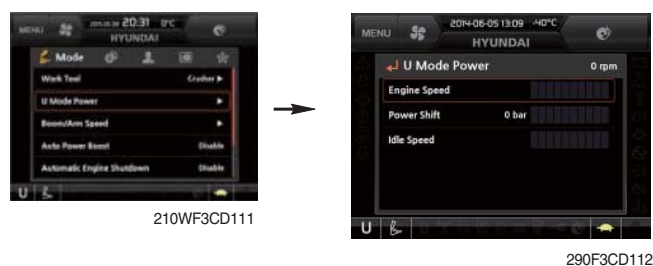 MENU 20:31 0°C
HYUNDAI
Mode
Work Tool Crusher
U Mode Power
Boom/Arm Speed
Auto Power Boost Disable
Automatic Engine Shutdown Disable
U
210WF3CD111
MENU 2014-06-05 13:09 -40°C
HYUNDAI
U Mode Power 0 rpm
Engine Speed
Power Shift 0 bar
Idle Speed
U
290F3CD112